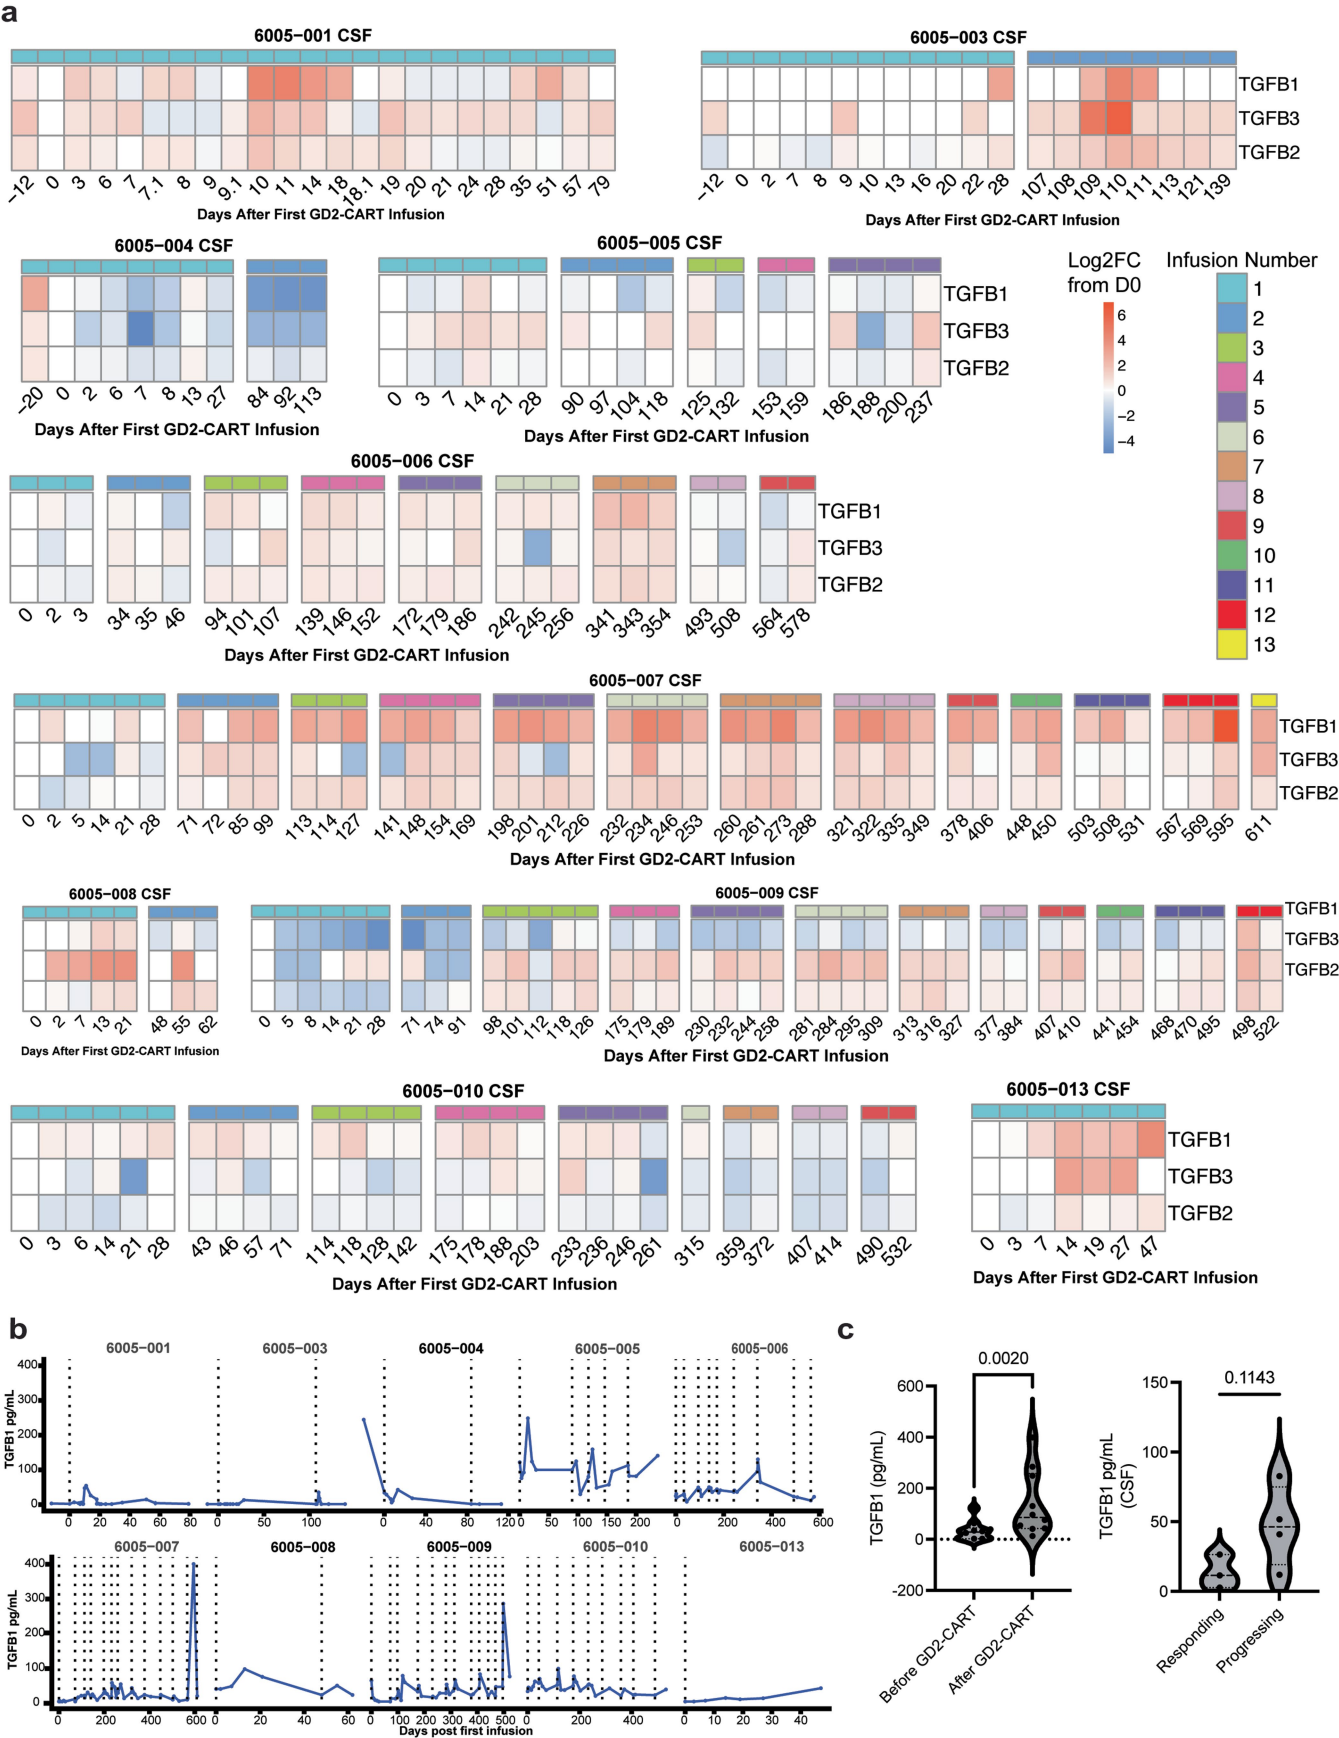 a
6005−001 CSF
−12 0 3 6 7 7.1 8 9 9.1 10 11 14 18 18.1 19 20 21 24 28 35 51 57 79
Days After First GD2-CART Infusion
6005−003 CSF
TGFB1
TGFB3
TGFB2
−12 0 2 7 8 9 10 13 16 20 22 28 107 108 109 110 111 113 121 139
Days After First GD2-CART Infusion
6005−004 CSF
−20 0 2 6 7 8 13 27 84 92 113
Days After First GD2-CART Infusion
6005−005 CSF
TGFB1
TGFB3
TGFB2
0 3 7 14 21 28 90 97 104 118 125 132 153 159 186 188 200 237
Days After First GD2-CART Infusion
Log2FC
from D0
6
4
2
0
−2
−4
Infusion Number
1
2
3
4
5
6
7
8
9
10
11
12
13
6005−006 CSF
TGFB1
TGFB3
TGFB2
0 2 3 34 35 46 94 101 107 139 146 152 172 179 186 242 245 256 341 343 354 493 508 564 578
Days After First GD2-CART Infusion
6005−007 CSF
TGFB1
TGFB3
TGFB2
0 2 5 14 21 28 71 72 85 99 113 114 127 141 148 154 169 198 201 212 226 232 234 246 253 260 261 273 288 321 322 335 349 378 406 448 450 503 508 531 567 569 595 611
Days After First GD2-CART Infusion
6005−008 CSF
0 2 7 13 21 48 55 62
Days After First GD2-CART Infusion
6005−009 CSF
TGFB1
TGFB3
TGFB2
0 5 8 14 21 28 71 74 91 98 101 112 118 126 175 179 189 230 232 244 258 281 284 295 309 313 316 327 377 384 407 410 441 454 468 470 495 498 522
Days After First GD2-CART Infusion
6005−010 CSF
0 3 6 14 21 28 43 46 57 71 114 118 128 142 175 178 188 203 233 236 246 261 315 359 372 407 414 490 532
Days After First GD2-CART Infusion
6005−013 CSF
TGFB1
TGFB3
TGFB2
0 3 7 14 19 27 47
Days After First GD2-CART Infusion
b
6005−001 6005−003 6005−004 6005−005 6005−006
TGFB1 pg/mL
400
300
200
100
0
0 20 40 60 80 0 50 100 0 40 80 120 0 50 100 150 200 0 200 400 600
6005−007 6005−008 6005−009 6005−010 6005−013
TGFB1 pg/mL
400
300
200
100
0
0 200 400 600 0 20 40 60 0 100 200 300 400 500 0 200 400 0 10 20 30 40
Days post first infusion
c
0.0020
TGFB1 (pg/mL)
600
400
200
0
-200
Before GD2-CART
After GD2-CART
0.1143
TGFB1 pg/mL
(CSF)
150
100
50
0
Responding
Progressing